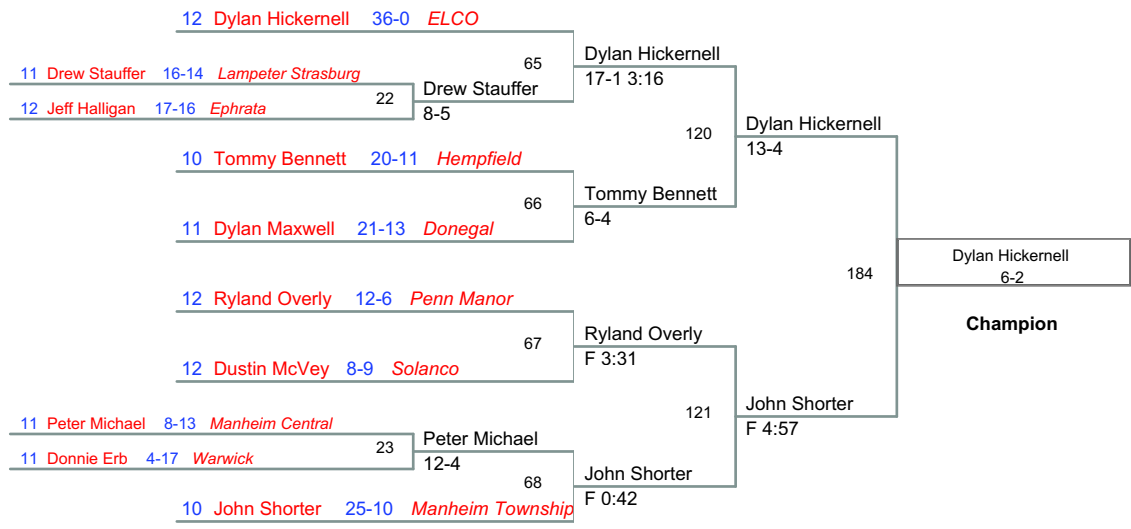 12 Dylan Hickernell 36-0 ELCO
Dylan Hickernell
65
17-1 3:16
11 Drew Stauffer 16-14 Lampeter Strasburg
Drew Stauffer
22
12 Jeff Halligan 17-16 Ephrata
8-5
Dylan Hickernell
120
13-4
10 Tommy Bennett 20-11 Hempfield
Tommy Bennett
66
6-4
11 Dylan Maxwell 21-13 Donegal
Dylan Hickernell
184
6-2
12 Ryland Overly 12-6 Penn Manor
Champion
Ryland Overly
67
F 3:31
12 Dustin McVey 8-9 Solanco
John Shorter
121
F 4:57
11 Peter Michael 8-13 Manheim Central
Peter Michael
23
11 Donnie Erb 4-17 Warwick
12-4
John Shorter
68
F 0:42
10 John Shorter 25-10 Manheim Township